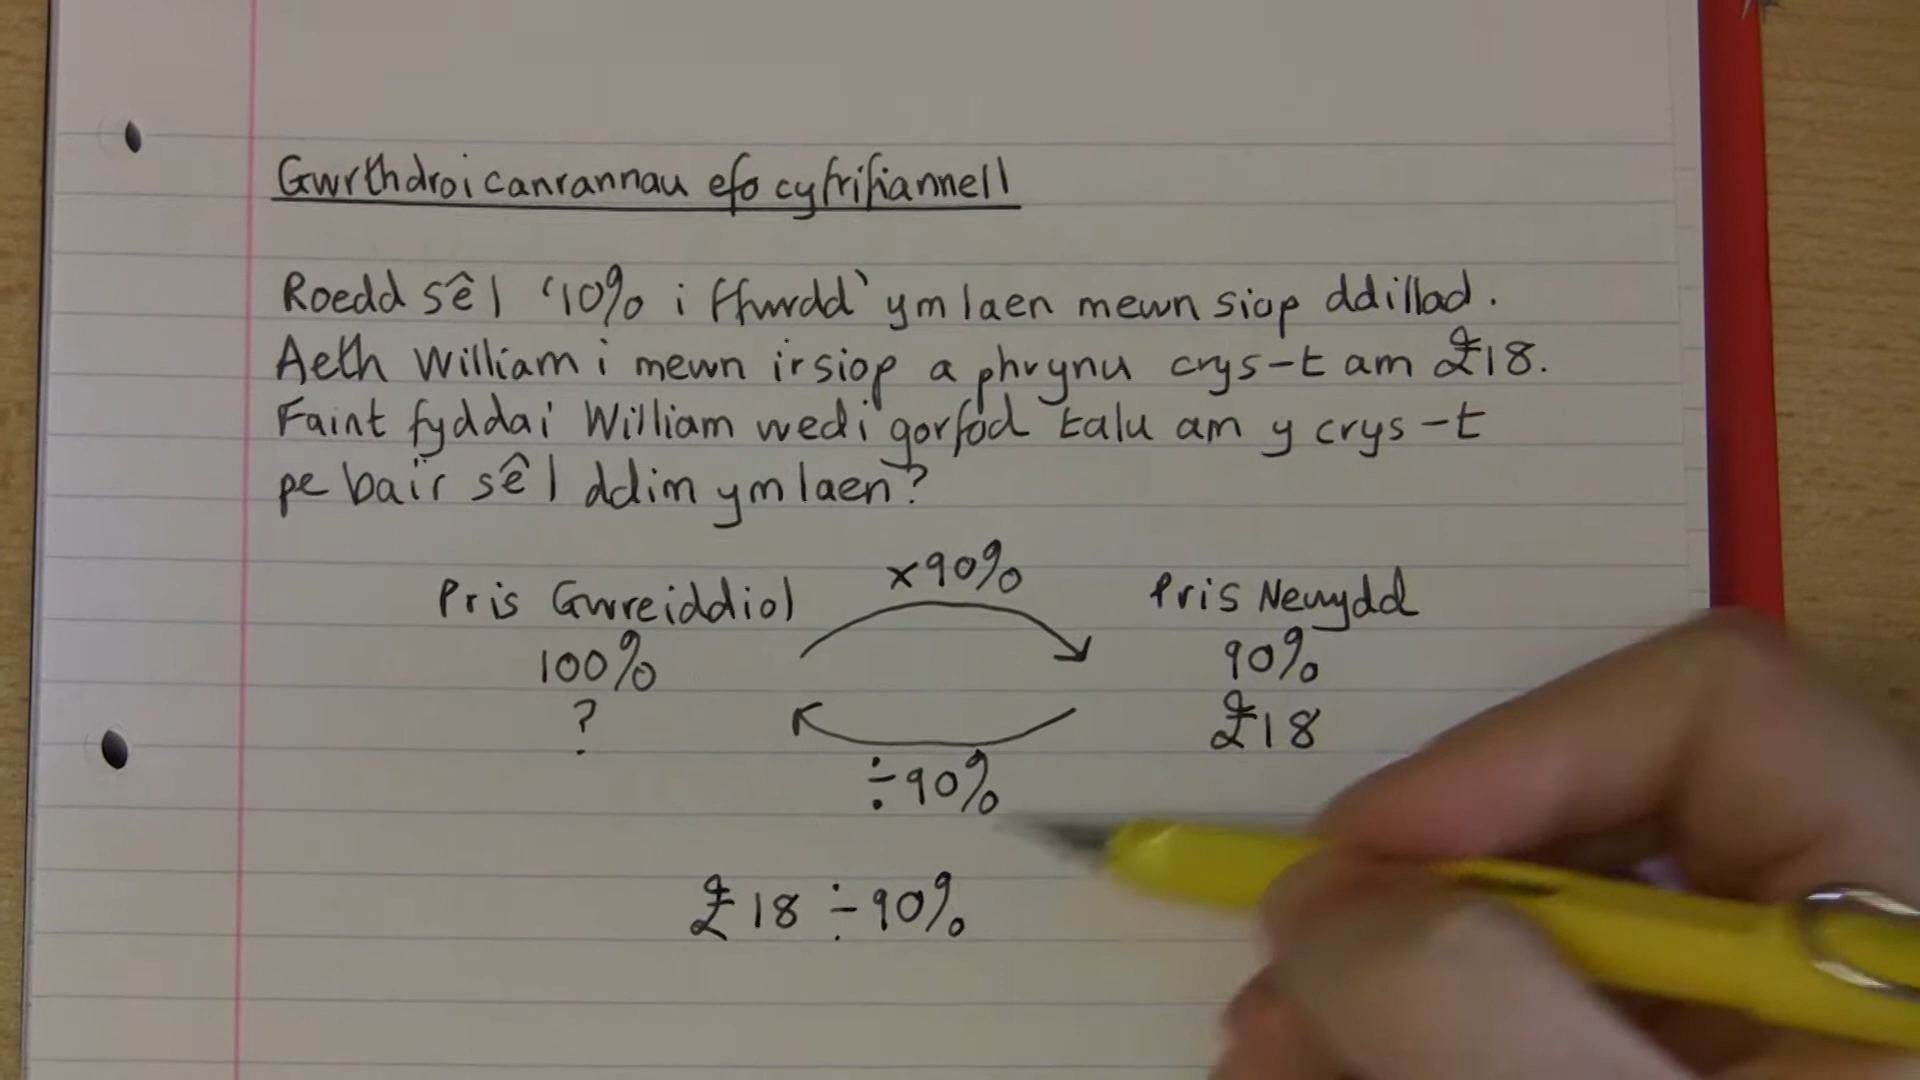 Gwrthdroi canrannau efo cyfrifiannell
Roedd sêl '10% i ffwrdd' ymlaen mewn siop ddillad.
Aeth William i mewn i'r siop a phrynu crys-t am £18.
Faint fyddai William wedi gorfod talu am y crys-t
pe bai'r sêl ddim ymlaen?
×90%
Pris Gwreiddiol Pris Newydd
100% 90%
? £18
÷90%
£18 ÷ 90%